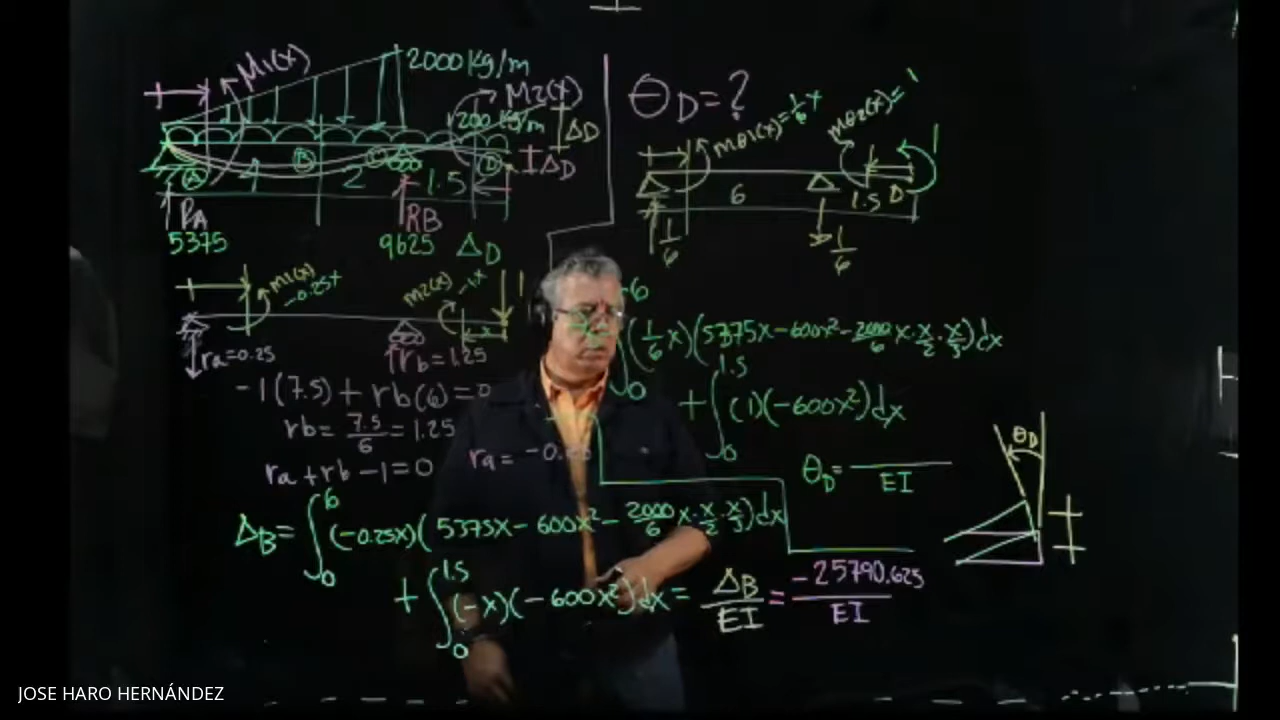 M1(x)
2000 Kg/m
M2(x)
1200 Kg/m
ΔD
ΔD
A B C D
4 2 1.5
RA RB
5375 9625 ΔD
m1(x) -0.25x
m2(x) -1x
1
x
ra=0.25 rb=1.25
-1(7.5) + rb(6)=0
rb= 7.5/6 = 1.25
ra+rb -1=0
ra=
ΔB= ∫₀⁶ (-0.25x)(5375x - 600x² - 2000/6 x · x/2 · x/3)dx
+ ∫₀^1.5 (-x)(-600x²)dx = ΔB/EI = -25790.625/EI
ΘD=?
mθ1(x)=1/6 x
mθ2(x)=1
1
6 1.5 D
1/6
1/6
∫₀⁶ (1/6 x)(5375x-600x²-2000/6 x · x/2 · x/3)dx
+ ∫₀^1.5 (1)(-600x²)dx
ΘD= /EI
ΘD
JOSE HARO HERNÁNDEZ